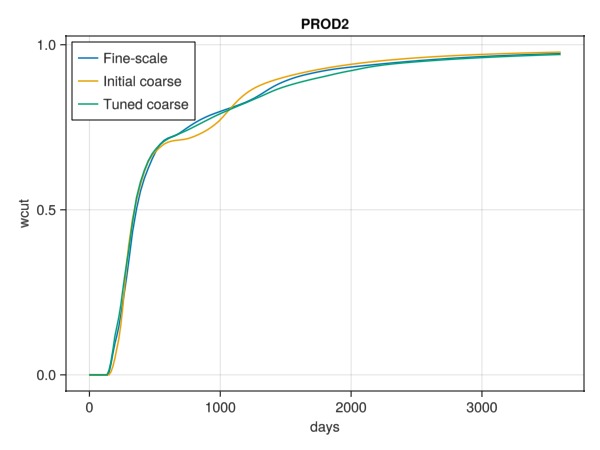 PROD2
Fine-scale
Initial coarse
Tuned coarse
1.0
0.5
0.0
wcut
0 1000 2000 3000
days